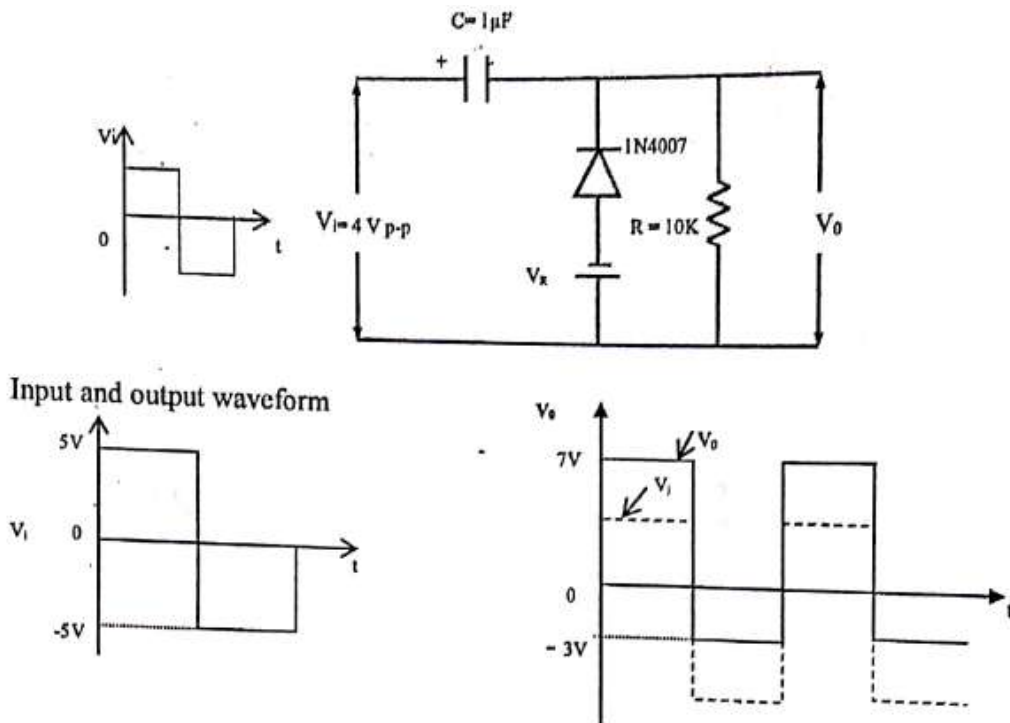 C= 1µF
+
Vi
0
t
Vi= 4 V p-p
1N4007
R = 10K
V0
VR
Input and output waveform
5V
Vi
0
t
-5V
V0
7V
V0
Vi
0
t
- 3V